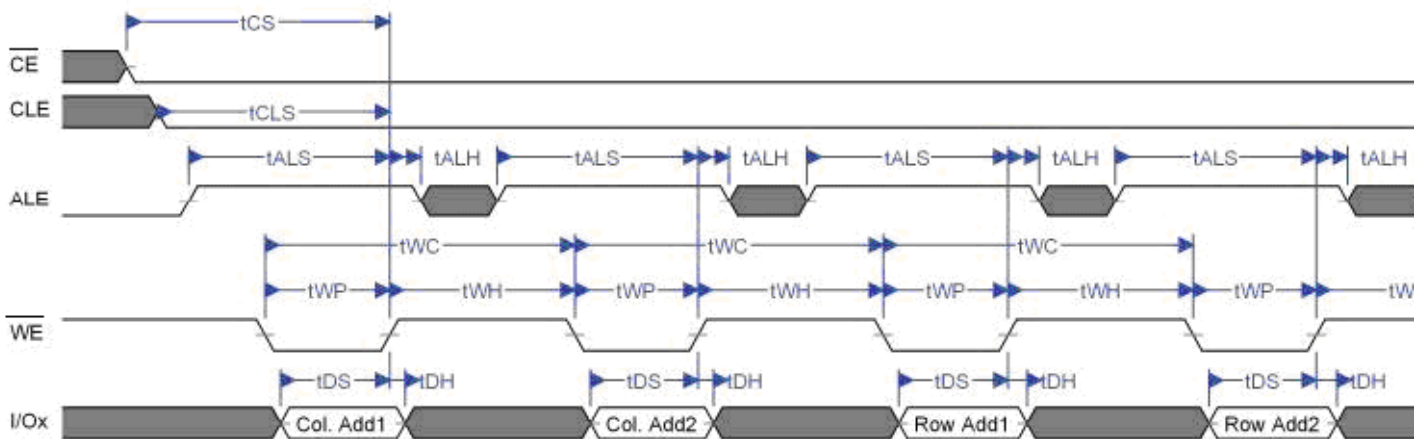 tCS
CE
CLE
tCLS
tALS tALH tALS tALH tALS tALH tALS tALH
ALE
tWC tWC tWC
tWP tWH tWP tWH tWP tWH tWP tW
WE
tDS tDH tDS tDH tDS tDH tDS tDH
I/Ox Col. Add1 Col. Add2 Row Add1 Row Add2